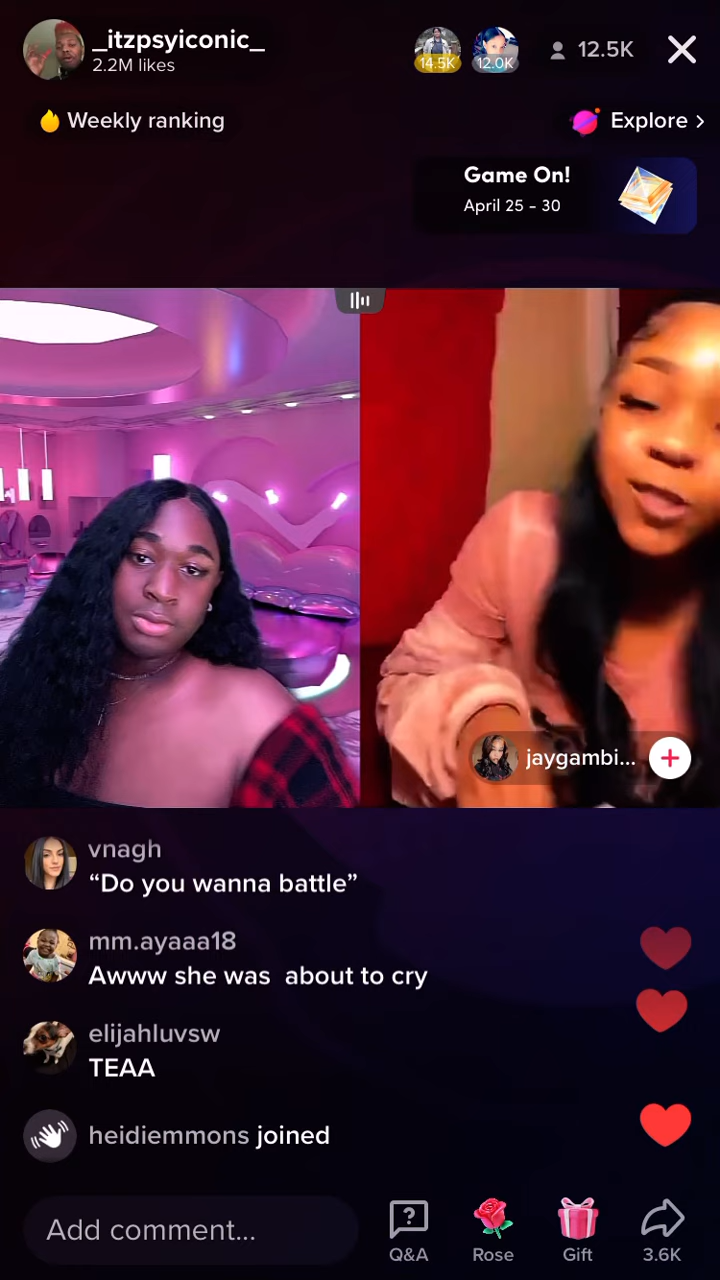 _itzpsyiconic_
2.2M likes
14.5K
12.0K
12.5K
Weekly ranking
Explore >
Game On!
April 25 - 30
jaygambi...
vnagh
“Do you wanna battle”
mm.ayaaa18
Awww she was  about to cry
elijahluvsw
TEAA
heidiemmons joined
Add comment...
Q&A
Rose
Gift
3.6K